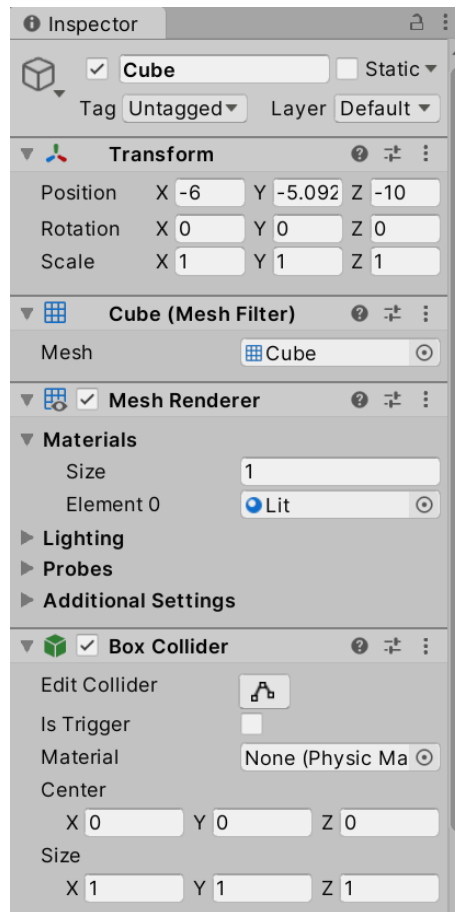 Inspector
Cube Static
Tag Untagged Layer Default
Transform
Position X -6 Y -5.092 Z -10
Rotation X 0 Y 0 Z 0
Scale X 1 Y 1 Z 1
Cube (Mesh Filter)
Mesh Cube
Mesh Renderer
Materials
Size 1
Element 0 Lit
Lighting
Probes
Additional Settings
Box Collider
Edit Collider
Is Trigger
Material None (Physic Ma
Center
X 0 Y 0 Z 0
Size
X 1 Y 1 Z 1